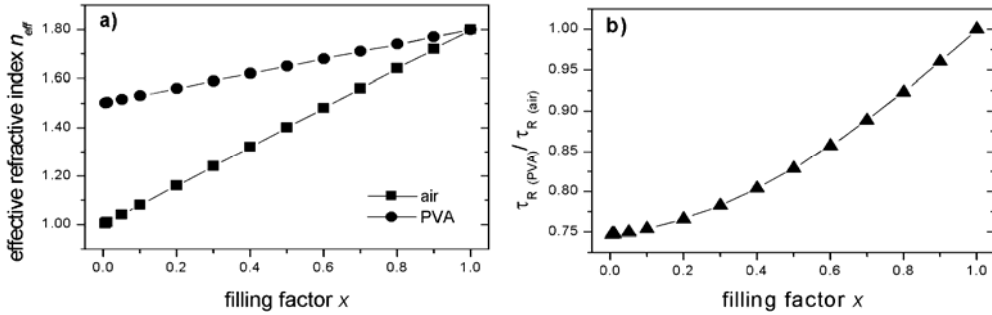 a)
effective refractive index n_eff
1.80
1.60
1.40
1.20
1.00
air
PVA
0.0
0.2
0.4
0.6
0.8
1.0
filling factor x
b)
τ_R (PVA) / τ_R (air)
1.00
0.95
0.90
0.85
0.80
0.75
0.0
0.2
0.4
0.6
0.8
1.0
filling factor x